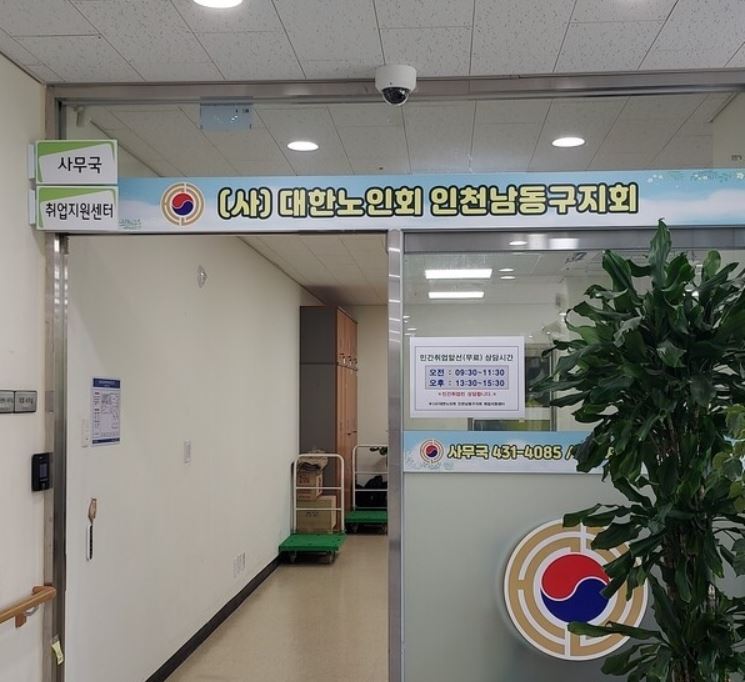 사무국
취업지원센터
(사) 대한노인회 인천남동구지회
민간취업알선(무료) 상담시간
오전 : 09:30~11:30
오후 : 13:30~15:30
사무국 431-4085 /